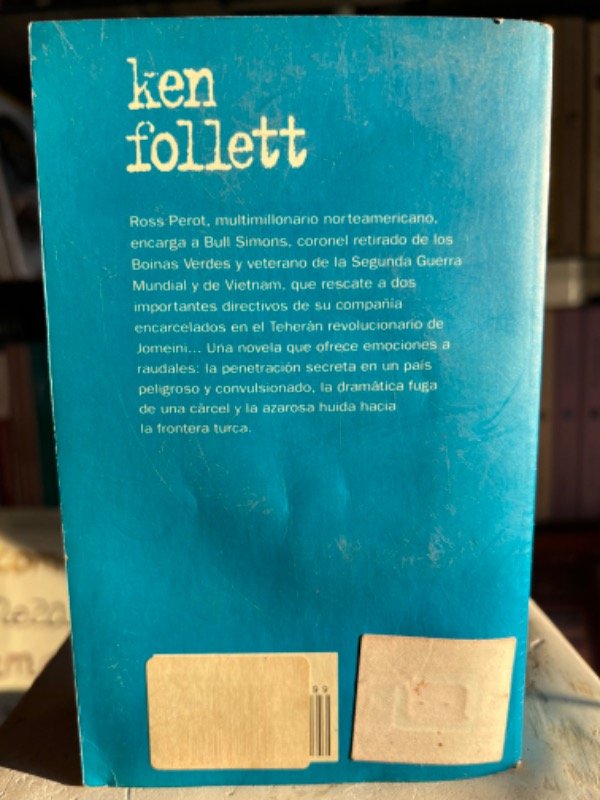 ken
follett
Ross Perot, multimillonario norteamericano,
encarga a Bull Simons, coronel retirado de los
Boinas Verdes y veterano de la Segunda Guerra
Mundial y de Vietnam, que rescate a dos
importantes directivos de su compañía
encarcelados en el Teherán revolucionario de
Jomeini... Una novela que ofrece emociones a
raudales: la penetración secreta en un país
peligroso y convulsionado, la dramática fuga
de una cárcel y la azarosa huida hacia
la frontera turca.
99